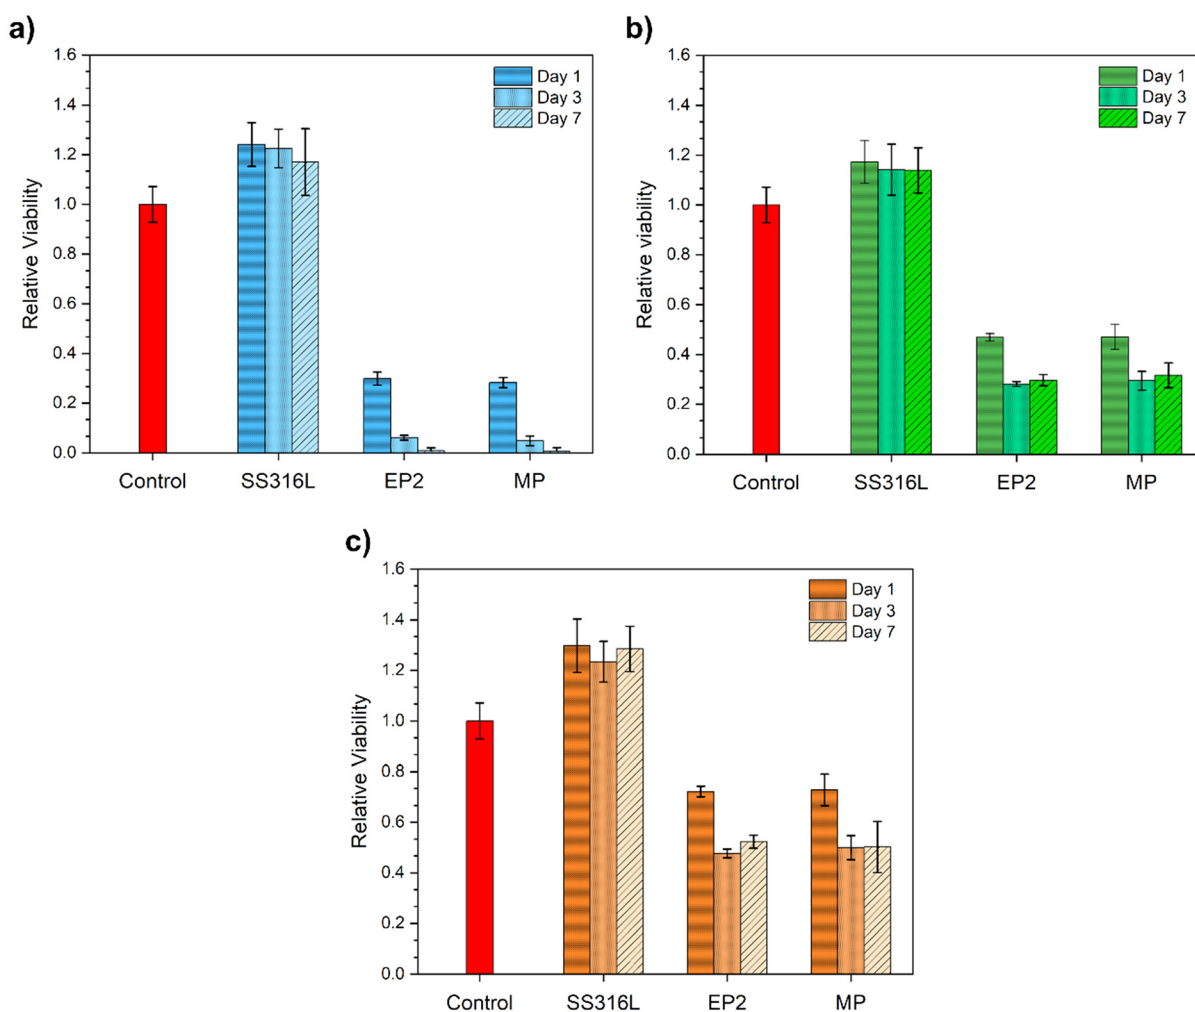 a)
Relative Viability
1.6
1.4
1.2
1.0
0.8
0.6
0.4
0.2
0.0
Day 1
Day 3
Day 7
Control SS316L EP2 MP
b)
Relative viability
1.6
1.4
1.2
1.0
0.8
0.6
0.4
0.2
0.0
Day 1
Day 3
Day 7
Control SS316L EP2 MP
c)
Relative Viability
1.6
1.4
1.2
1.0
0.8
0.6
0.4
0.2
0.0
Day 1
Day 3
Day 7
Control SS316L EP2 MP